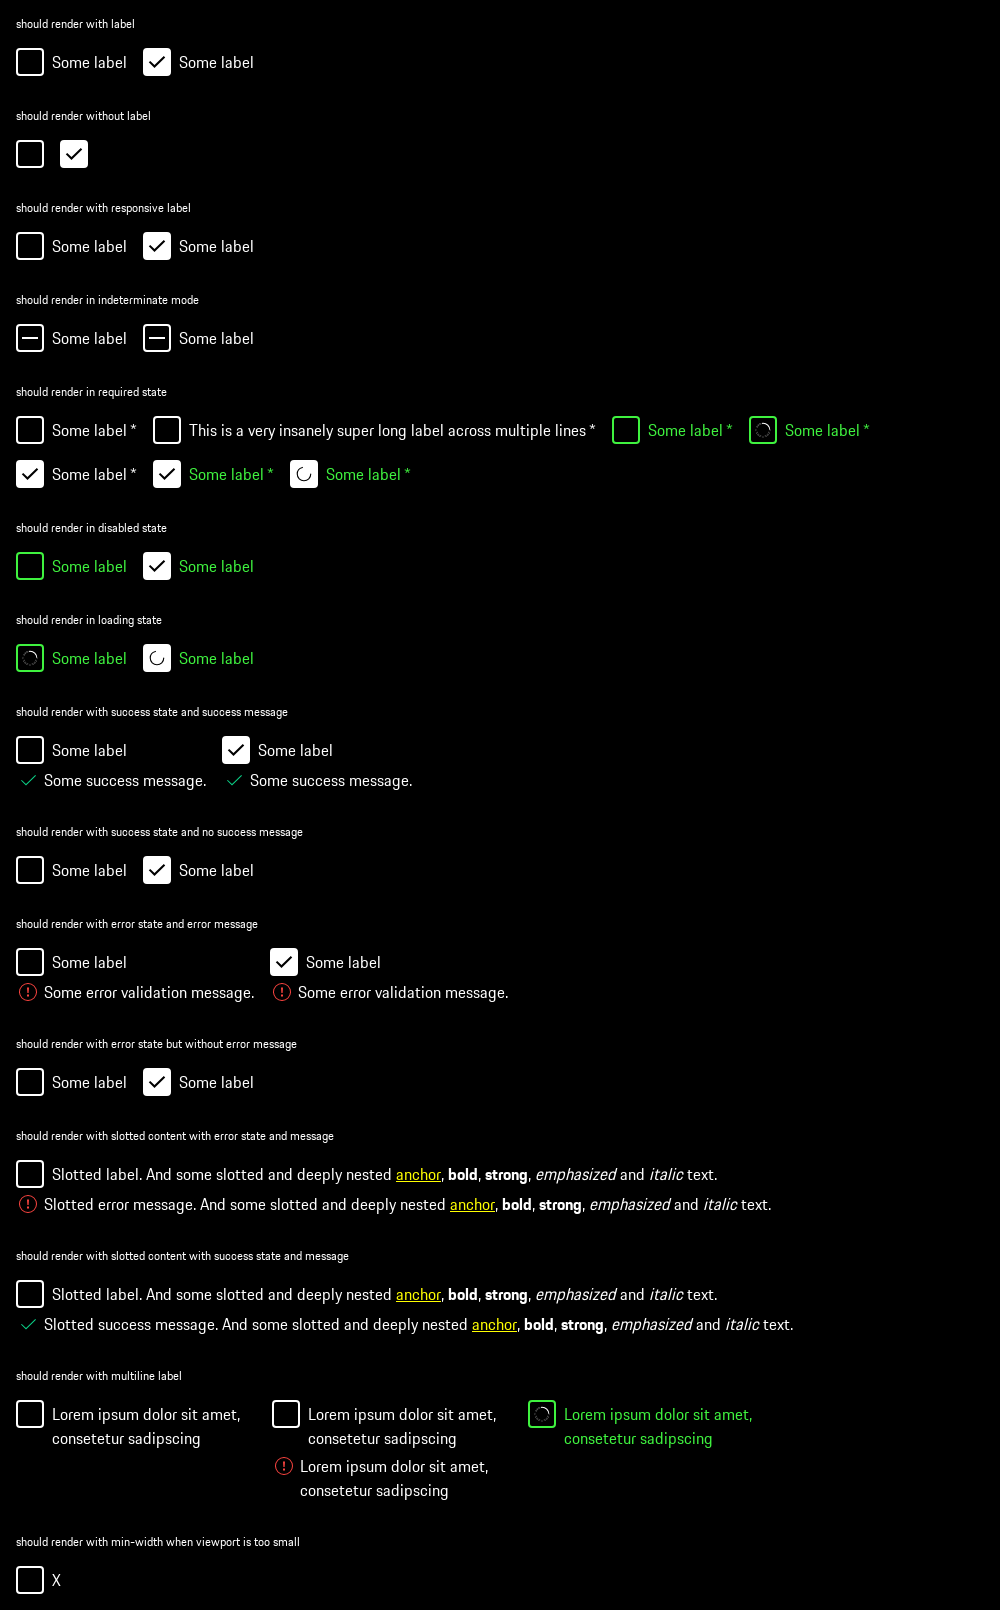 should render with label
Some label Some label
should render without label
should render with responsive label
Some label Some label
should render in indeterminate mode
Some label Some label
should render in required state
Some label * This is a very insanely super long label across multiple lines * Some label * Some label *
Some label * Some label * Some label *
should render in disabled state
Some label Some label
should render in loading state
Some label Some label
should render with success state and success message
Some label Some label
Some success message. Some success message.
should render with success state and no success message
Some label Some label
should render with error state and error message
Some label Some label
Some error validation message. Some error validation message.
should render with error state but without error message
Some label Some label
should render with slotted content with error state and message
Slotted label. And some slotted and deeply nested anchor, bold, strong, emphasized and italic text.
Slotted error message. And some slotted and deeply nested anchor, bold, strong, emphasized and italic text.
should render with slotted content with success state and message
Slotted label. And some slotted and deeply nested anchor, bold, strong, emphasized and italic text.
Slotted success message. And some slotted and deeply nested anchor, bold, strong, emphasized and italic text.
should render with multiline label
Lorem ipsum dolor sit amet, Lorem ipsum dolor sit amet, Lorem ipsum dolor sit amet,
consetetur sadipscing consetetur sadipscing consetetur sadipscing
Lorem ipsum dolor sit amet,
consetetur sadipscing
should render with min-width when viewport is too small
X